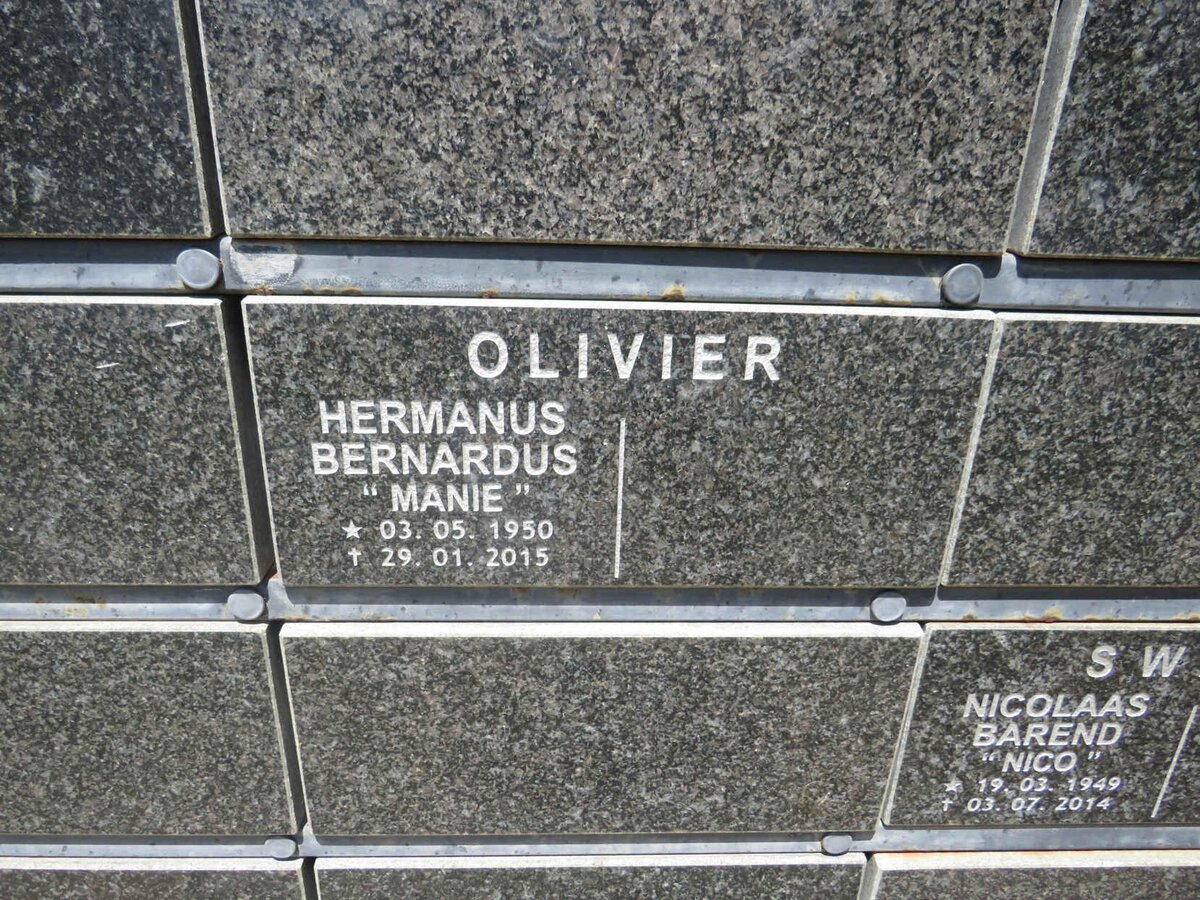 OLIVIER
HERMANUS
BERNARDUS
“ MANIE ”
★ 03. 05. 1950
✝ 29. 01. 2015
S W
NICOLAAS
BAREND
“ NICO ”
★ 19. 03. 1949
✝ 03. 07. 2014